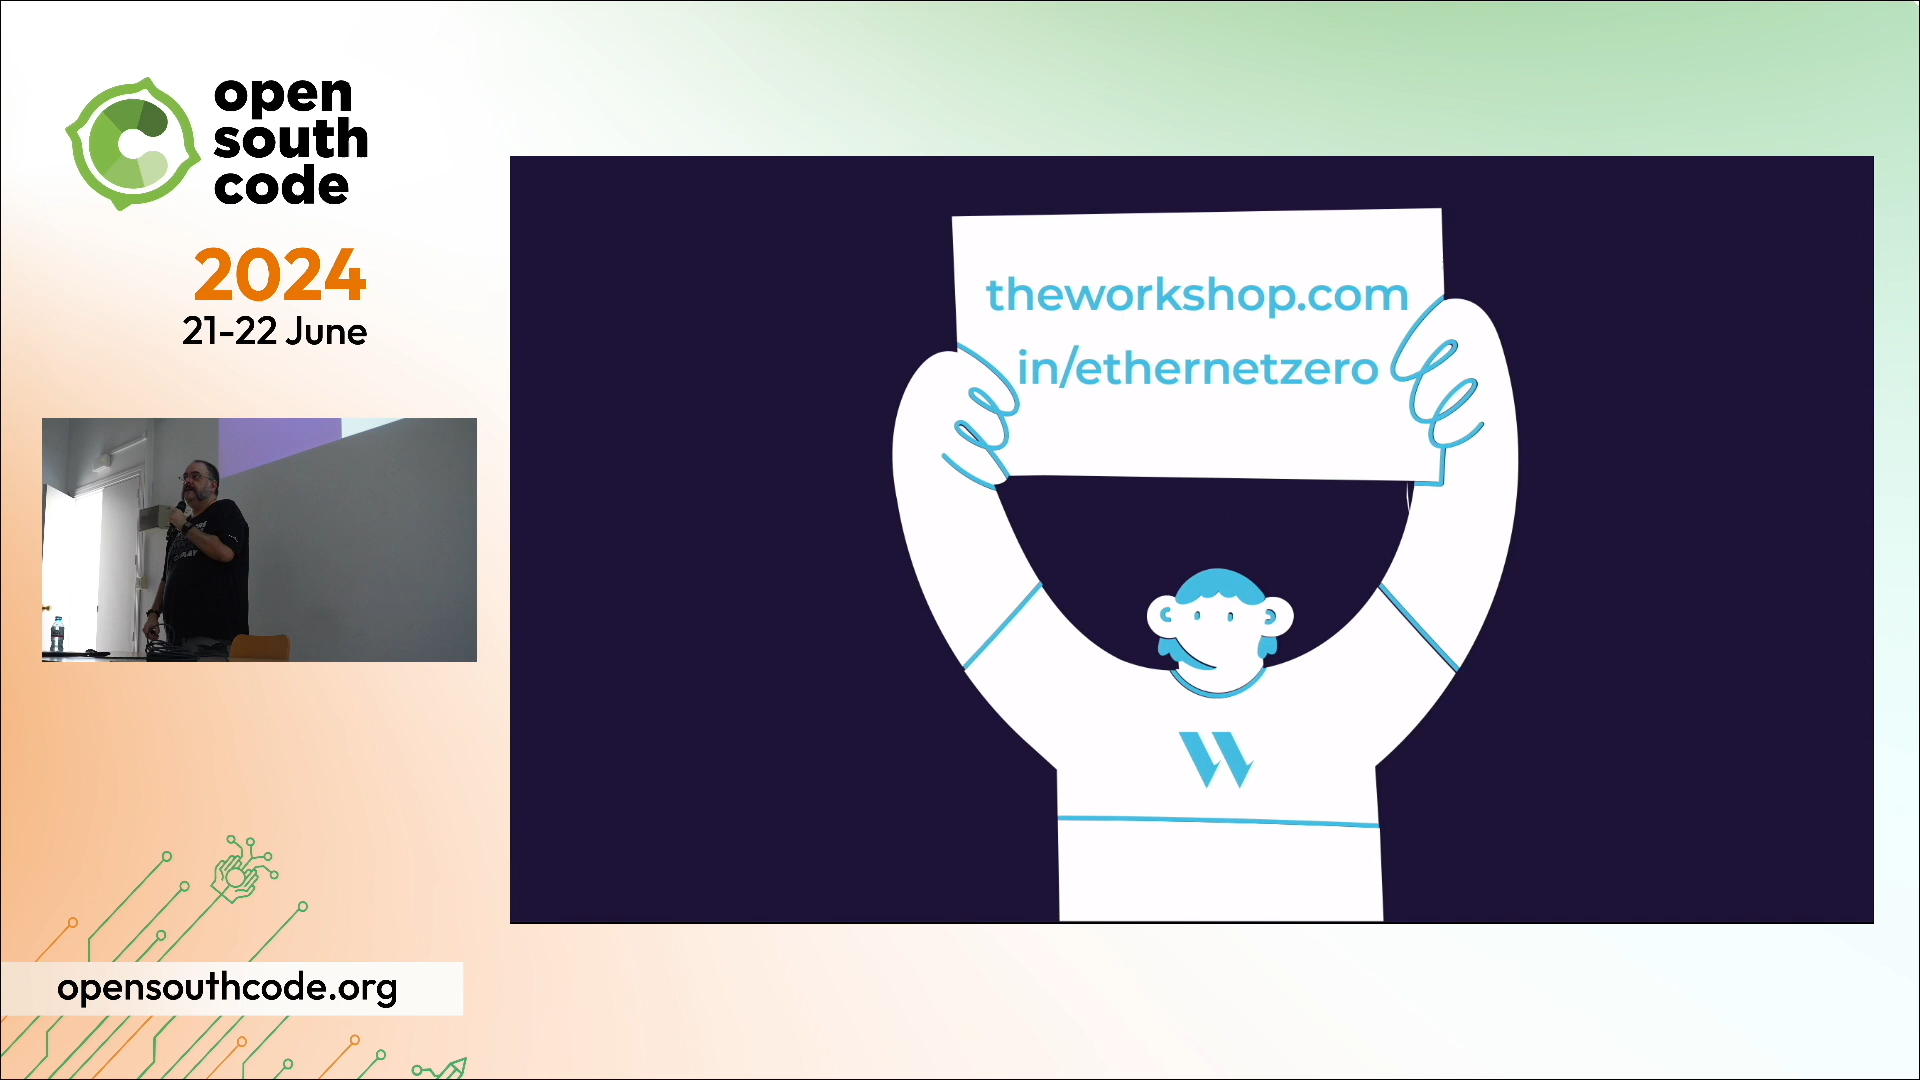 open
south
code
2024
21-22 June
theworkshop.com
in/ethernetzero
W
opensouthcode.org